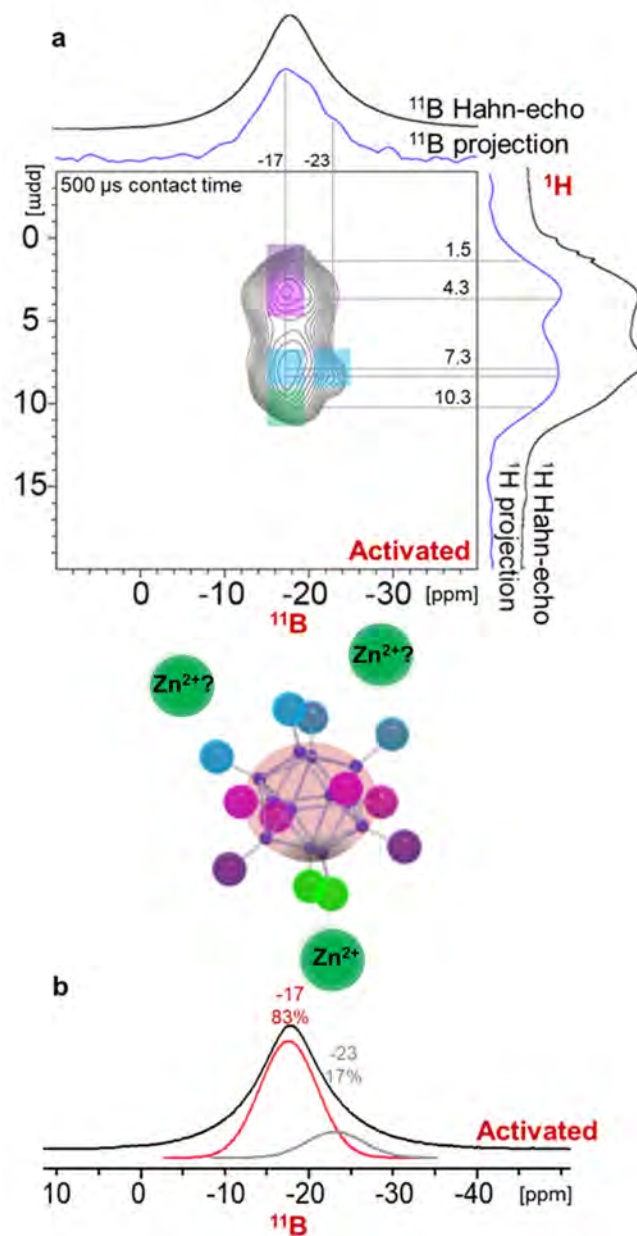 a
¹¹B Hahn-echo
¹¹B projection
-17 -23
500 µs contact time
¹H
[ppm]
0
5
10
15
1.5
4.3
7.3
10.3
¹H Hahn-echo
¹H projection
Activated
0 -10 -20 -30 [ppm]
¹¹B
Zn²⁺?
Zn²⁺?
Zn²⁺
b
-17
83%
-23
17%
Activated
10 0 -10 -20 -30 -40 [ppm]
¹¹B